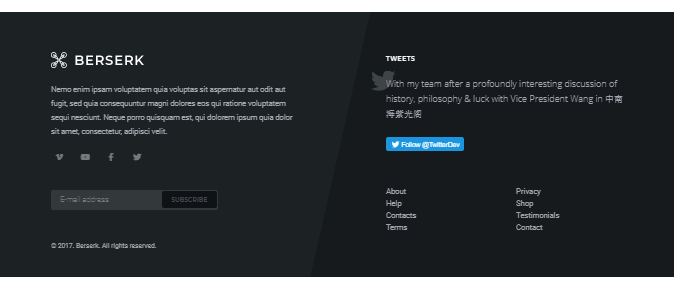 BERSERK
Nemo enim ipsam voluptatem quia voluptas sit aspernatur aut odit aut
fugit, sed quia consequuntur magni dolores eos qui ratione voluptatem
sequi nesciunt. Neque porro quisquam est, qui dolorem ipsum quia dolor
sit amet, consectetur, adipisci velit.
E-mail address
SUBSCRIBE
© 2017. Berserk. All rights reserved.
TWEETS
With my team after a profoundly interesting discussion of
history, philosophy & luck with Vice President Wang in 中南
海紫光阁
Follow @TwitterDev
About
Help
Contacts
Terms
Privacy
Shop
Testimonials
Contact